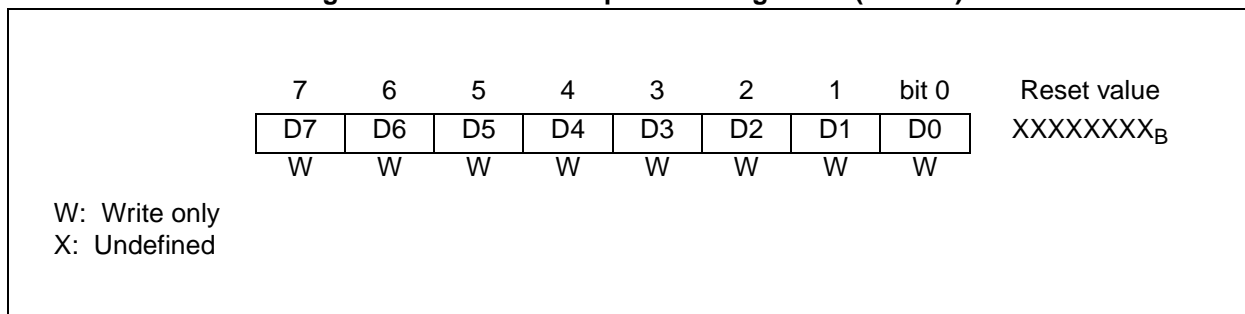 7 6 5 4 3 2 1 bit 0 Reset value
D7 D6 D5 D4 D3 D2 D1 D0 XXXXXXXXB
W W W W W W W W
W: Write only
X: Undefined